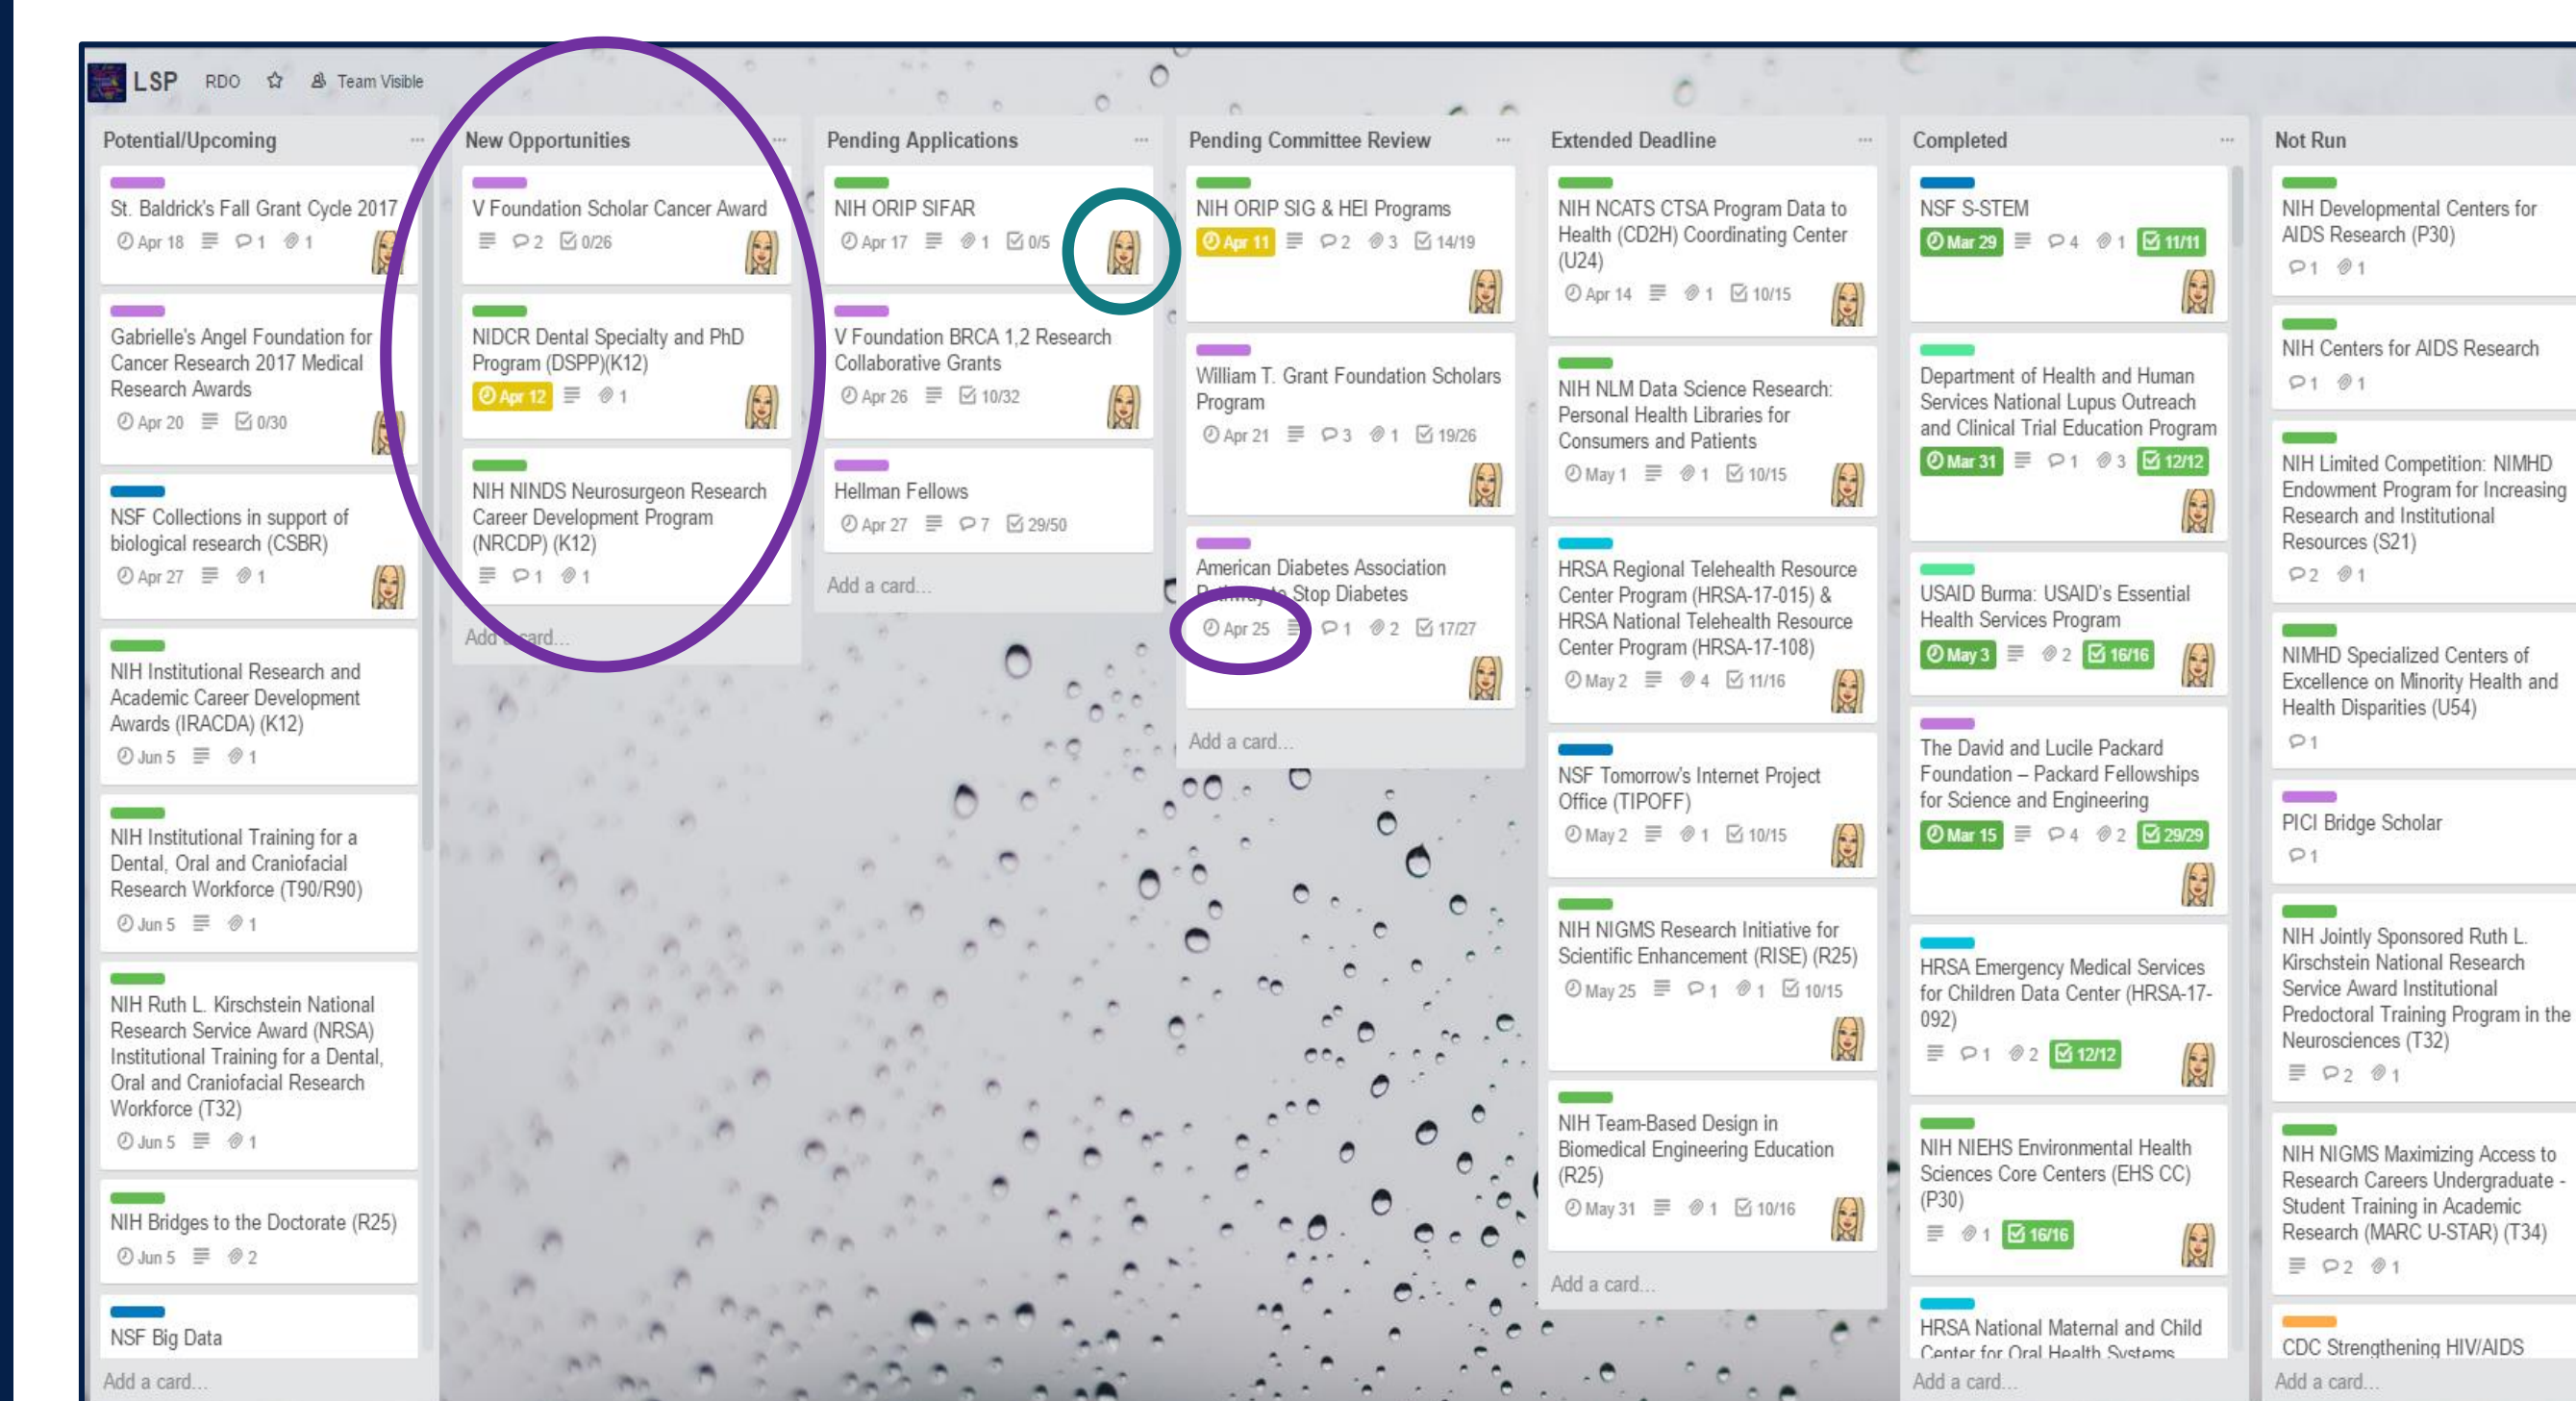 LSP RDO Team Visible
Potential/Upcoming
St. Baldrick's Fall Grant Cycle 2017
Apr 18 1 1
Gabrielle's Angel Foundation for
Cancer Research 2017 Medical
Research Awards
Apr 20 0/30
NSF Collections in support of
biological research (CSBR)
Apr 27 1
NIH Institutional Research and
Academic Career Development
Awards (IRACDA) (K12)
Jun 5 1
NIH Institutional Training for a
Dental, Oral and Craniofacial
Research Workforce (T90/R90)
Jun 5 1
NIH Ruth L. Kirschstein National
Research Service Award (NRSA)
Institutional Training for a Dental,
Oral and Craniofacial Research
Workforce (T32)
Jun 5 1
NIH Bridges to the Doctorate (R25)
Jun 5 2
NSF Big Data
Add a card...
New Opportunities
V Foundation Scholar Cancer Award
2 0/26
NIDCR Dental Specialty and PhD
Program (DSPP)(K12)
Apr 12 1
NIH NINDS Neurosurgeon Research
Career Development Program
(NRCDP) (K12)
1 1
Add a card...
Pending Applications
NIH ORIP SIFAR
Apr 17 1 0/5
V Foundation BRCA 1,2 Research
Collaborative Grants
Apr 26 10/32
Hellman Fellows
Apr 27 7 29/50
Add a card...
Pending Committee Review
NIH ORIP SIG & HEI Programs
Apr 11 2 3 14/19
William T. Grant Foundation Scholars
Program
Apr 21 3 1 19/26
American Diabetes Association
Pathway to Stop Diabetes
Apr 25 1 2 17/27
Add a card...
Extended Deadline
NIH NCATS CTSA Program Data to
Health (CD2H) Coordinating Center
(U24)
Apr 14 1 10/15
NIH NLM Data Science Research:
Personal Health Libraries for
Consumers and Patients
May 1 1 10/15
HRSA Regional Telehealth Resource
Center Program (HRSA-17-015) &
HRSA National Telehealth Resource
Center Program (HRSA-17-108)
May 2 4 11/16
NSF Tomorrow's Internet Project
Office (TIPOFF)
May 2 1 10/15
NIH NIGMS Research Initiative for
Scientific Enhancement (RISE) (R25)
May 25 1 1 10/15
NIH Team-Based Design in
Biomedical Engineering Education
(R25)
May 31 1 10/16
Add a card...
Completed
NSF S-STEM
Mar 29 4 1 11/11
Department of Health and Human
Services National Lupus Outreach
and Clinical Trial Education Program
Mar 31 1 3 12/12
USAID Burma: USAID's Essential
Health Services Program
May 3 2 16/16
The David and Lucile Packard
Foundation – Packard Fellowships
for Science and Engineering
Mar 15 4 2 29/29
HRSA Emergency Medical Services
for Children Data Center (HRSA-17-
092)
1 2 12/12
NIH NIEHS Environmental Health
Sciences Core Centers (EHS CC)
(P30)
1 16/16
HRSA National Maternal and Child
Center for Oral Health Systems
Add a card...
Not Run
NIH Developmental Centers for
AIDS Research (P30)
1 1
NIH Centers for AIDS Research
1 1
NIH Limited Competition: NIMHD
Endowment Program for Increasing
Research and Institutional
Resources (S21)
2 1
NIMHD Specialized Centers of
Excellence on Minority Health and
Health Disparities (U54)
1
PICI Bridge Scholar
1
NIH Jointly Sponsored Ruth L.
Kirschstein National Research
Service Award Institutional
Predoctoral Training Program in the
Neurosciences (T32)
2 1
NIH NIGMS Maximizing Access to
Research Careers Undergraduate -
Student Training in Academic
Research (MARC U-STAR) (T34)
2 1
CDC Strengthening HIV/AIDS
Add a card...